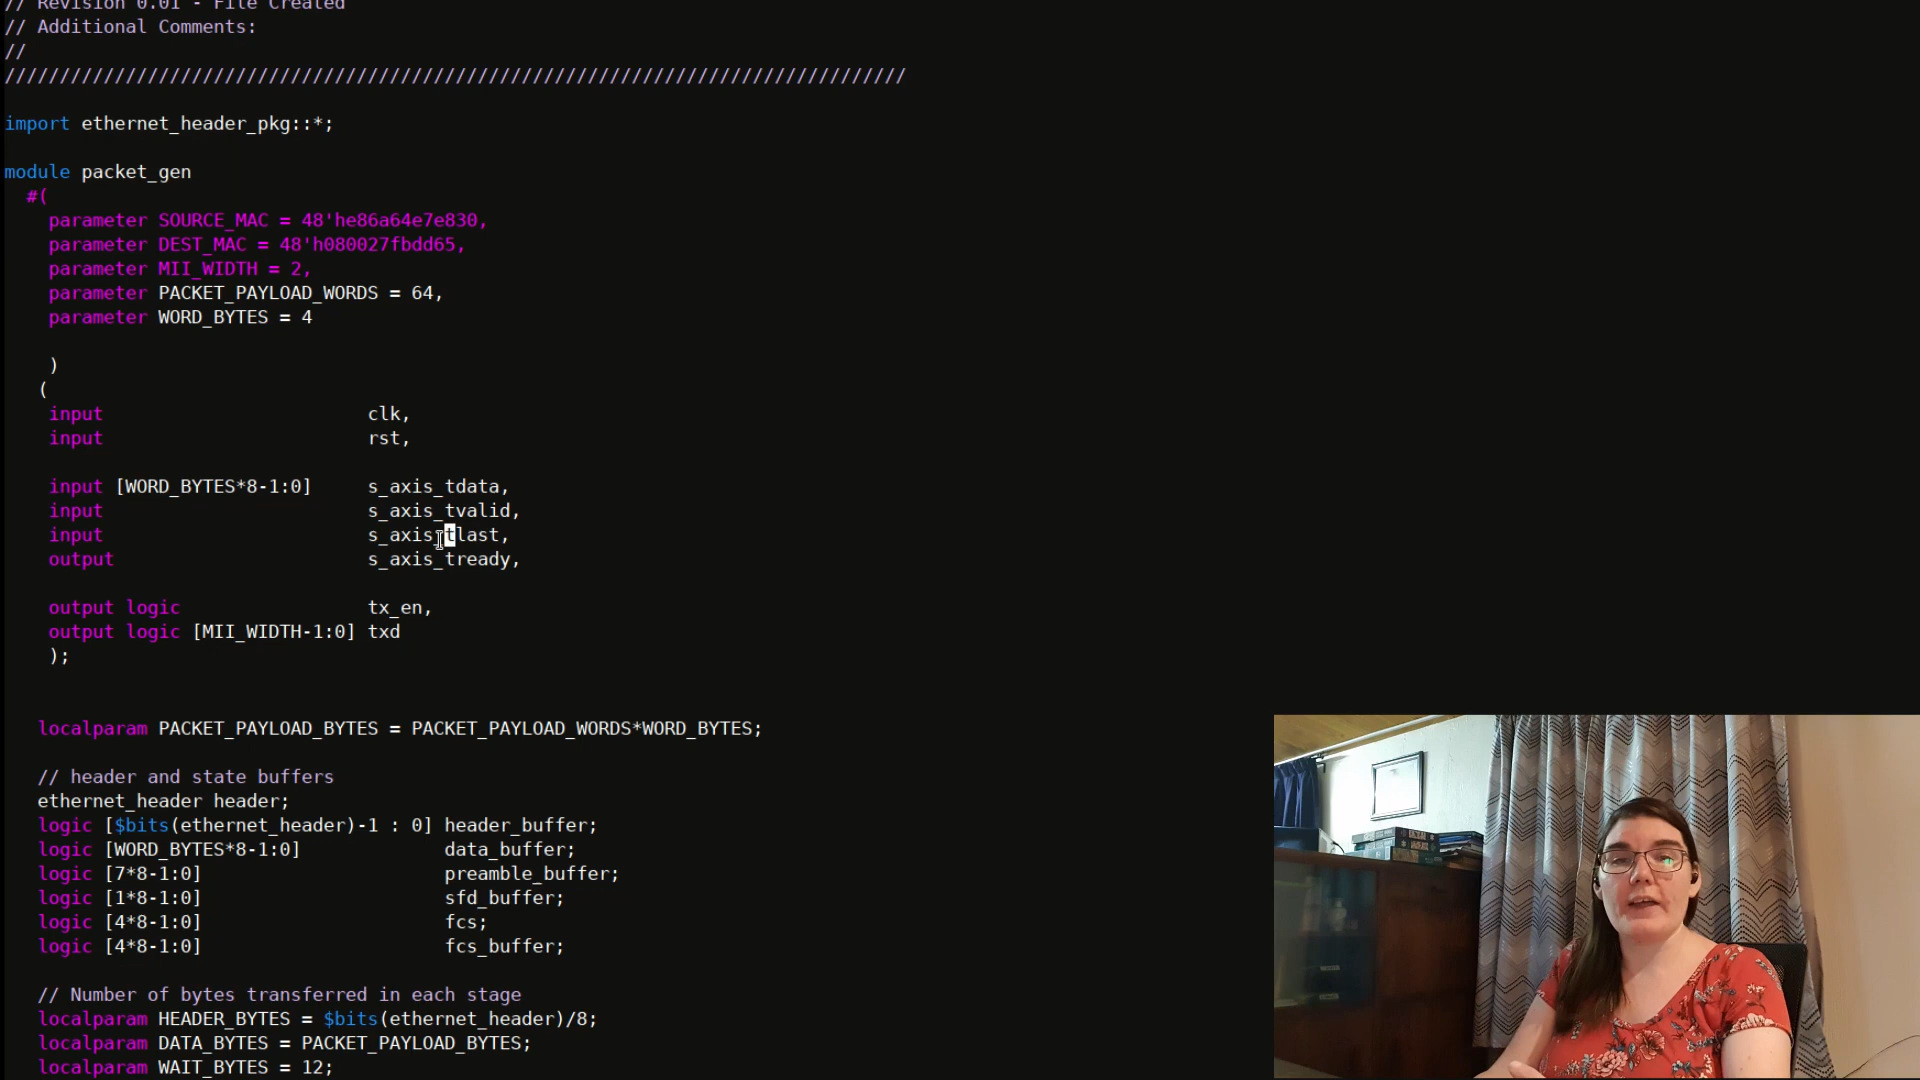 // Revision 0.01 - File Created
// Additional Comments:
//
//////////////////////////////////////////////////////////////////////////////////
import ethernet_header_pkg::*;
module packet_gen
#(
parameter SOURCE_MAC = 48'he86a64e7e830,
parameter DEST_MAC = 48'h080027fbdd65,
parameter MII_WIDTH = 2,
parameter PACKET_PAYLOAD_WORDS = 64,
parameter WORD_BYTES = 4
)
(
input clk,
input rst,
input [WORD_BYTES*8-1:0] s_axis_tdata,
input s_axis_tvalid,
input s_axis_tlast,
output s_axis_tready,
output logic tx_en,
output logic [MII_WIDTH-1:0] txd
);
localparam PACKET_PAYLOAD_BYTES = PACKET_PAYLOAD_WORDS*WORD_BYTES;
// header and state buffers
ethernet_header header;
logic [$bits(ethernet_header)-1 : 0] header_buffer;
logic [WORD_BYTES*8-1:0] data_buffer;
logic [7*8-1:0] preamble_buffer;
logic [1*8-1:0] sfd_buffer;
logic [4*8-1:0] fcs;
logic [4*8-1:0] fcs_buffer;
// Number of bytes transferred in each stage
localparam HEADER_BYTES = $bits(ethernet_header)/8;
localparam DATA_BYTES = PACKET_PAYLOAD_BYTES;
localparam WAIT_BYTES = 12;